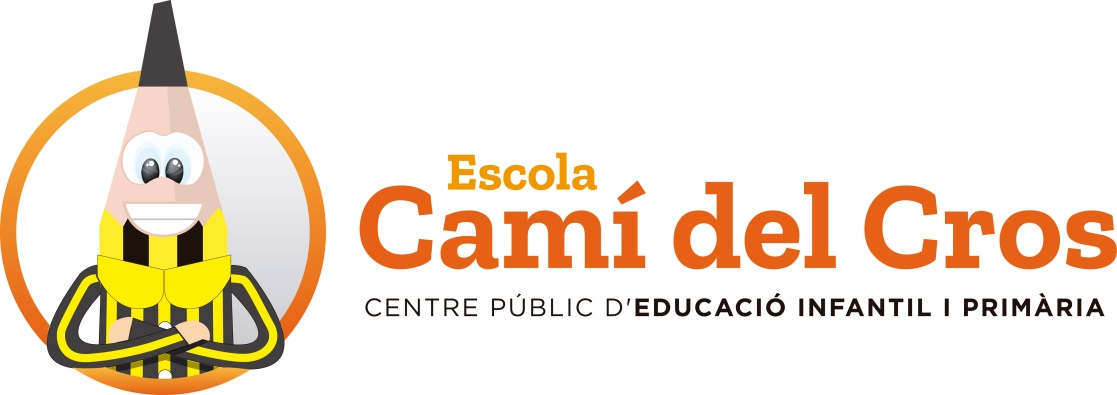 Escola
Camí del Cros
CENTRE PÚBLIC D'EDUCACIÓ INFANTIL I PRIMÀRIA